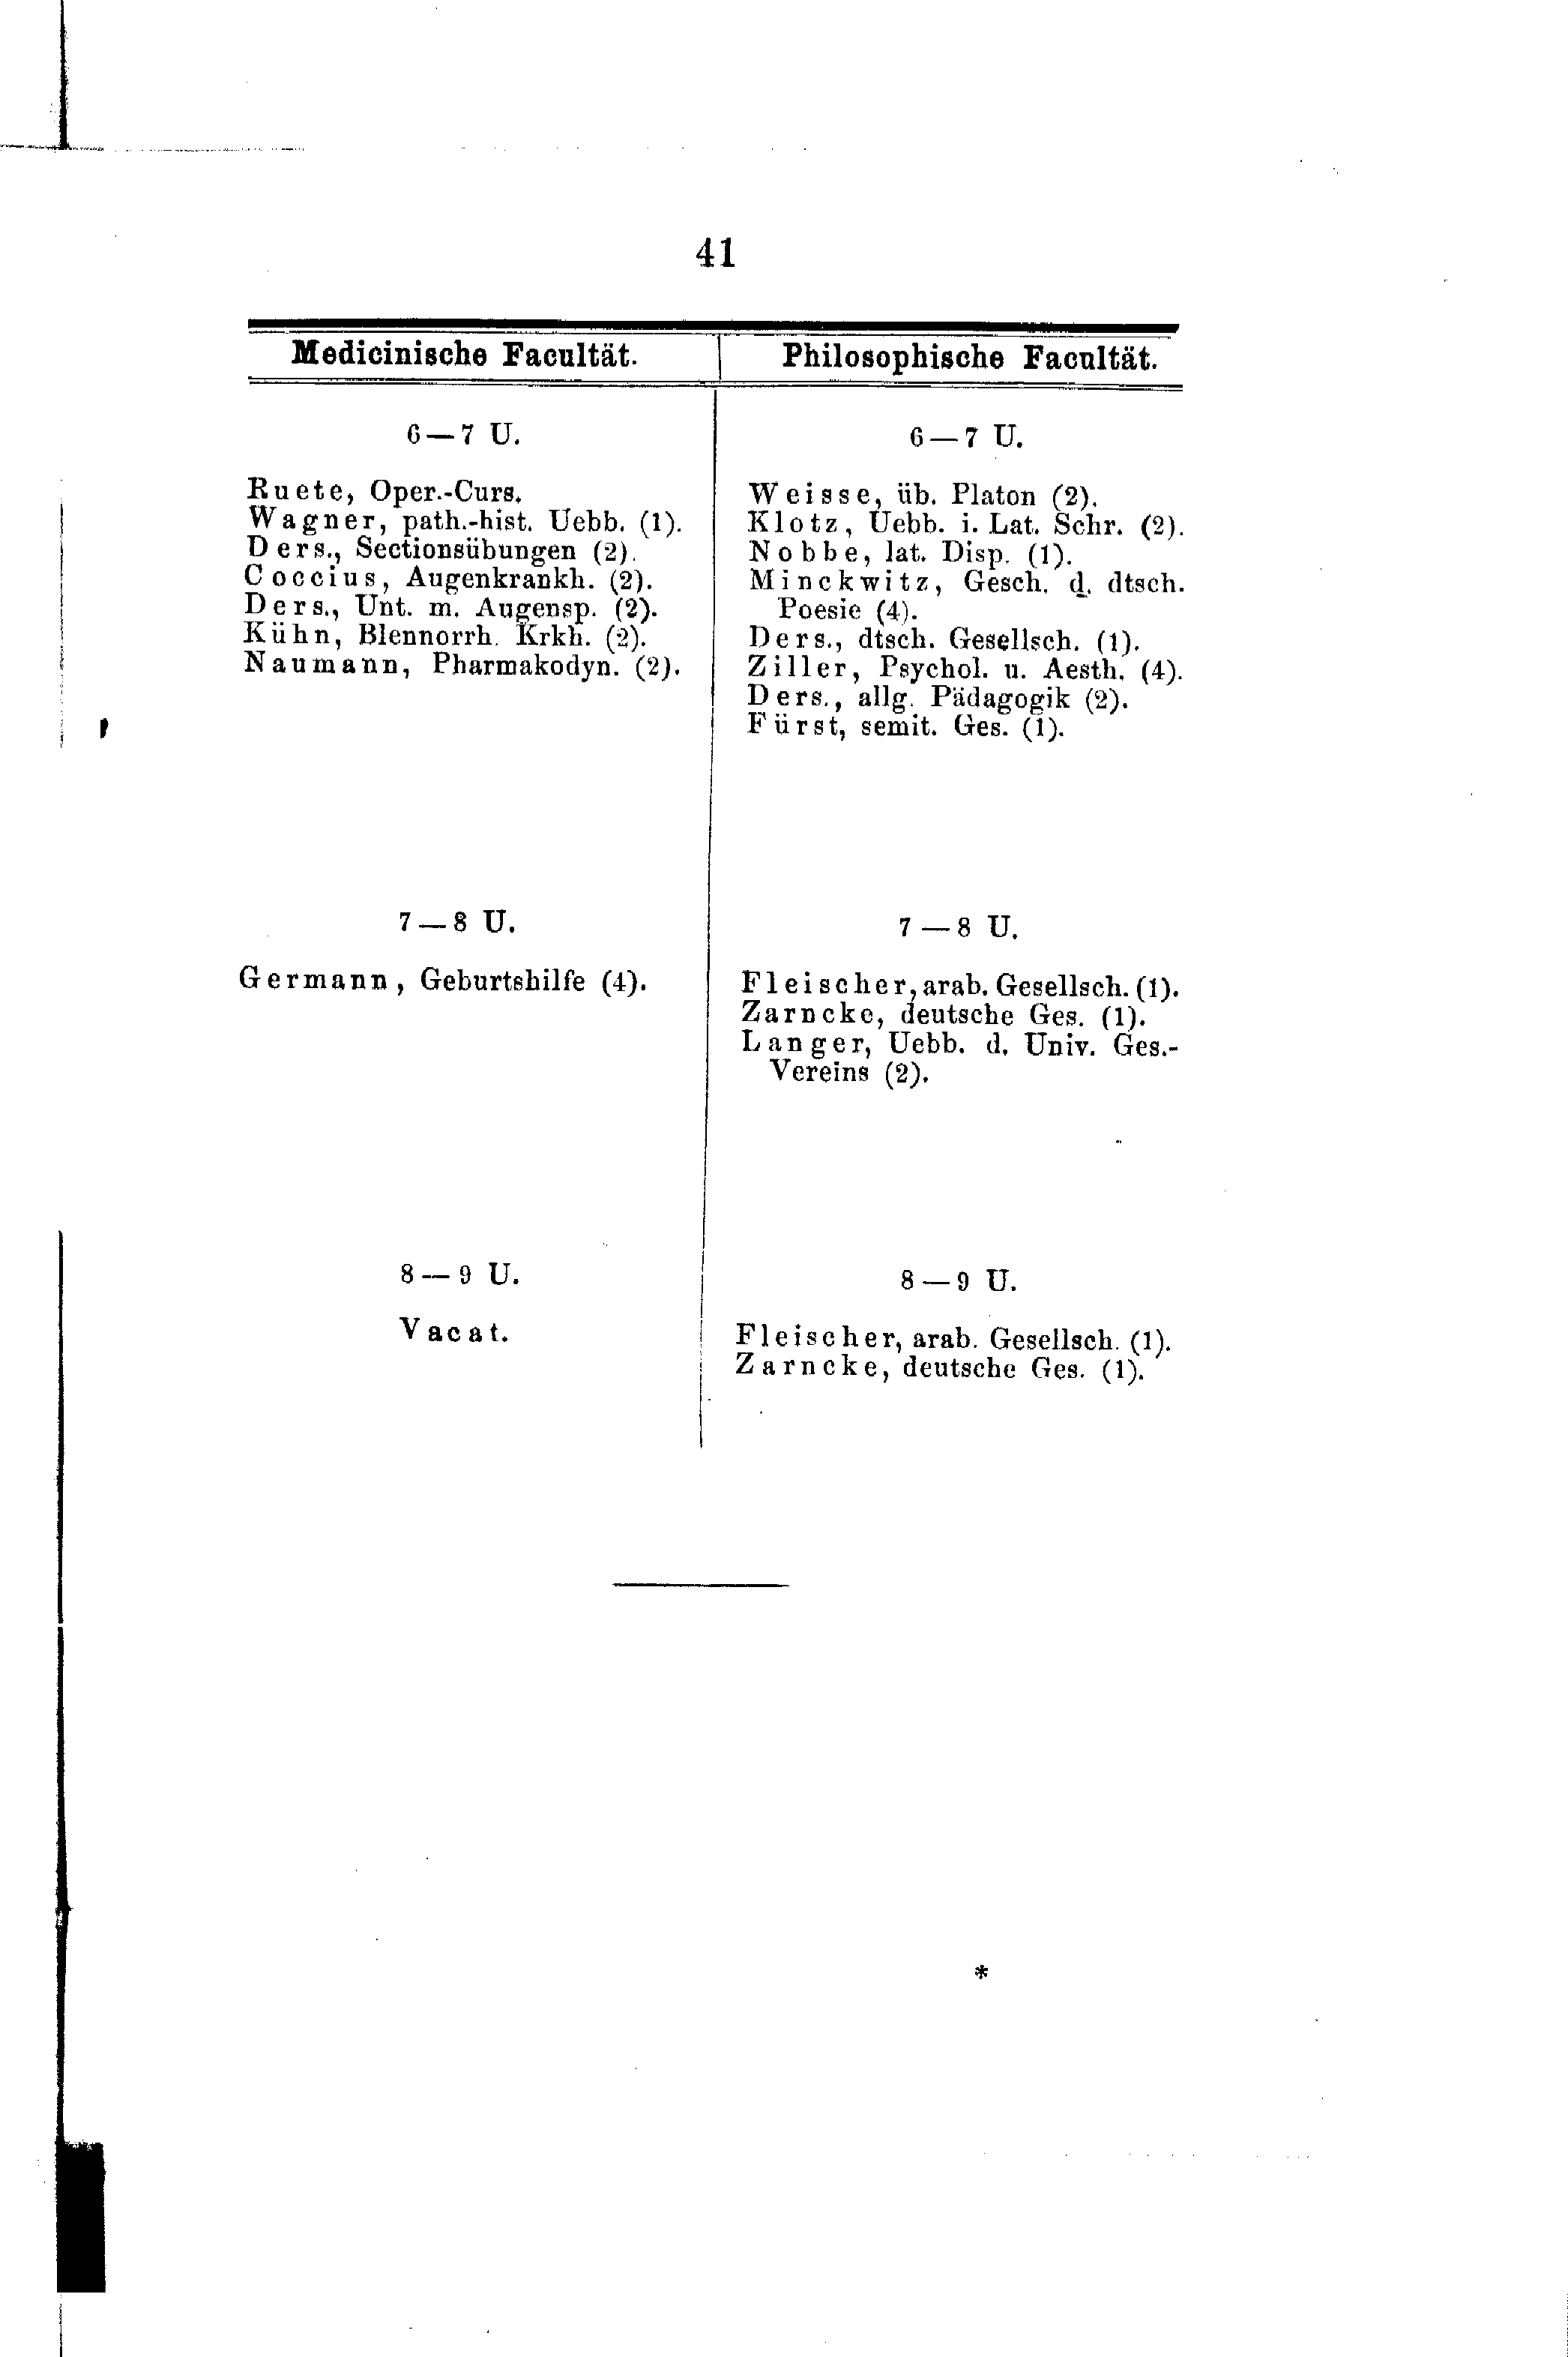 41
Medicinische Facultät.
6—7 U.
Ruete, Oper.-Curs.
Wagner, path.-hist. Uebb. (1).
Ders., Sectionsübungen (2).
Coccius, Augenkrankh. (2).
Ders., Unt. m. Augensp. (2).
Kühn, Blennorrh. Krkh. (2).
Naumann, Pharmakodyn. (2).
7—8 U.
Germann, Geburtshilfe (4).
8—9 U.
Vacat.
Philosophische Facultät.
6—7 U.
Weisse, üb. Platon (2).
Klotz, Uebb. i. Lat. Schr. (2).
Nobbe, lat. Disp. (1).
Minckwitz, Gesch. d. dtsch.
Poesie (4).
Ders., dtsch. Gesellsch. (1).
Ziller, Psychol. u. Aesth. (4).
Ders., allg. Pädagogik (2).
Fürst, semit. Ges. (1).
7—8 U.
Fleischer, arab. Gesellsch. (1).
Zarncke, deutsche Ges. (1).
Langer, Uebb. d. Univ. Ges.-
Vereins (2).
8—9 U.
Fleischer, arab. Gesellsch. (1).
Zarncke, deutsche Ges. (1).
*